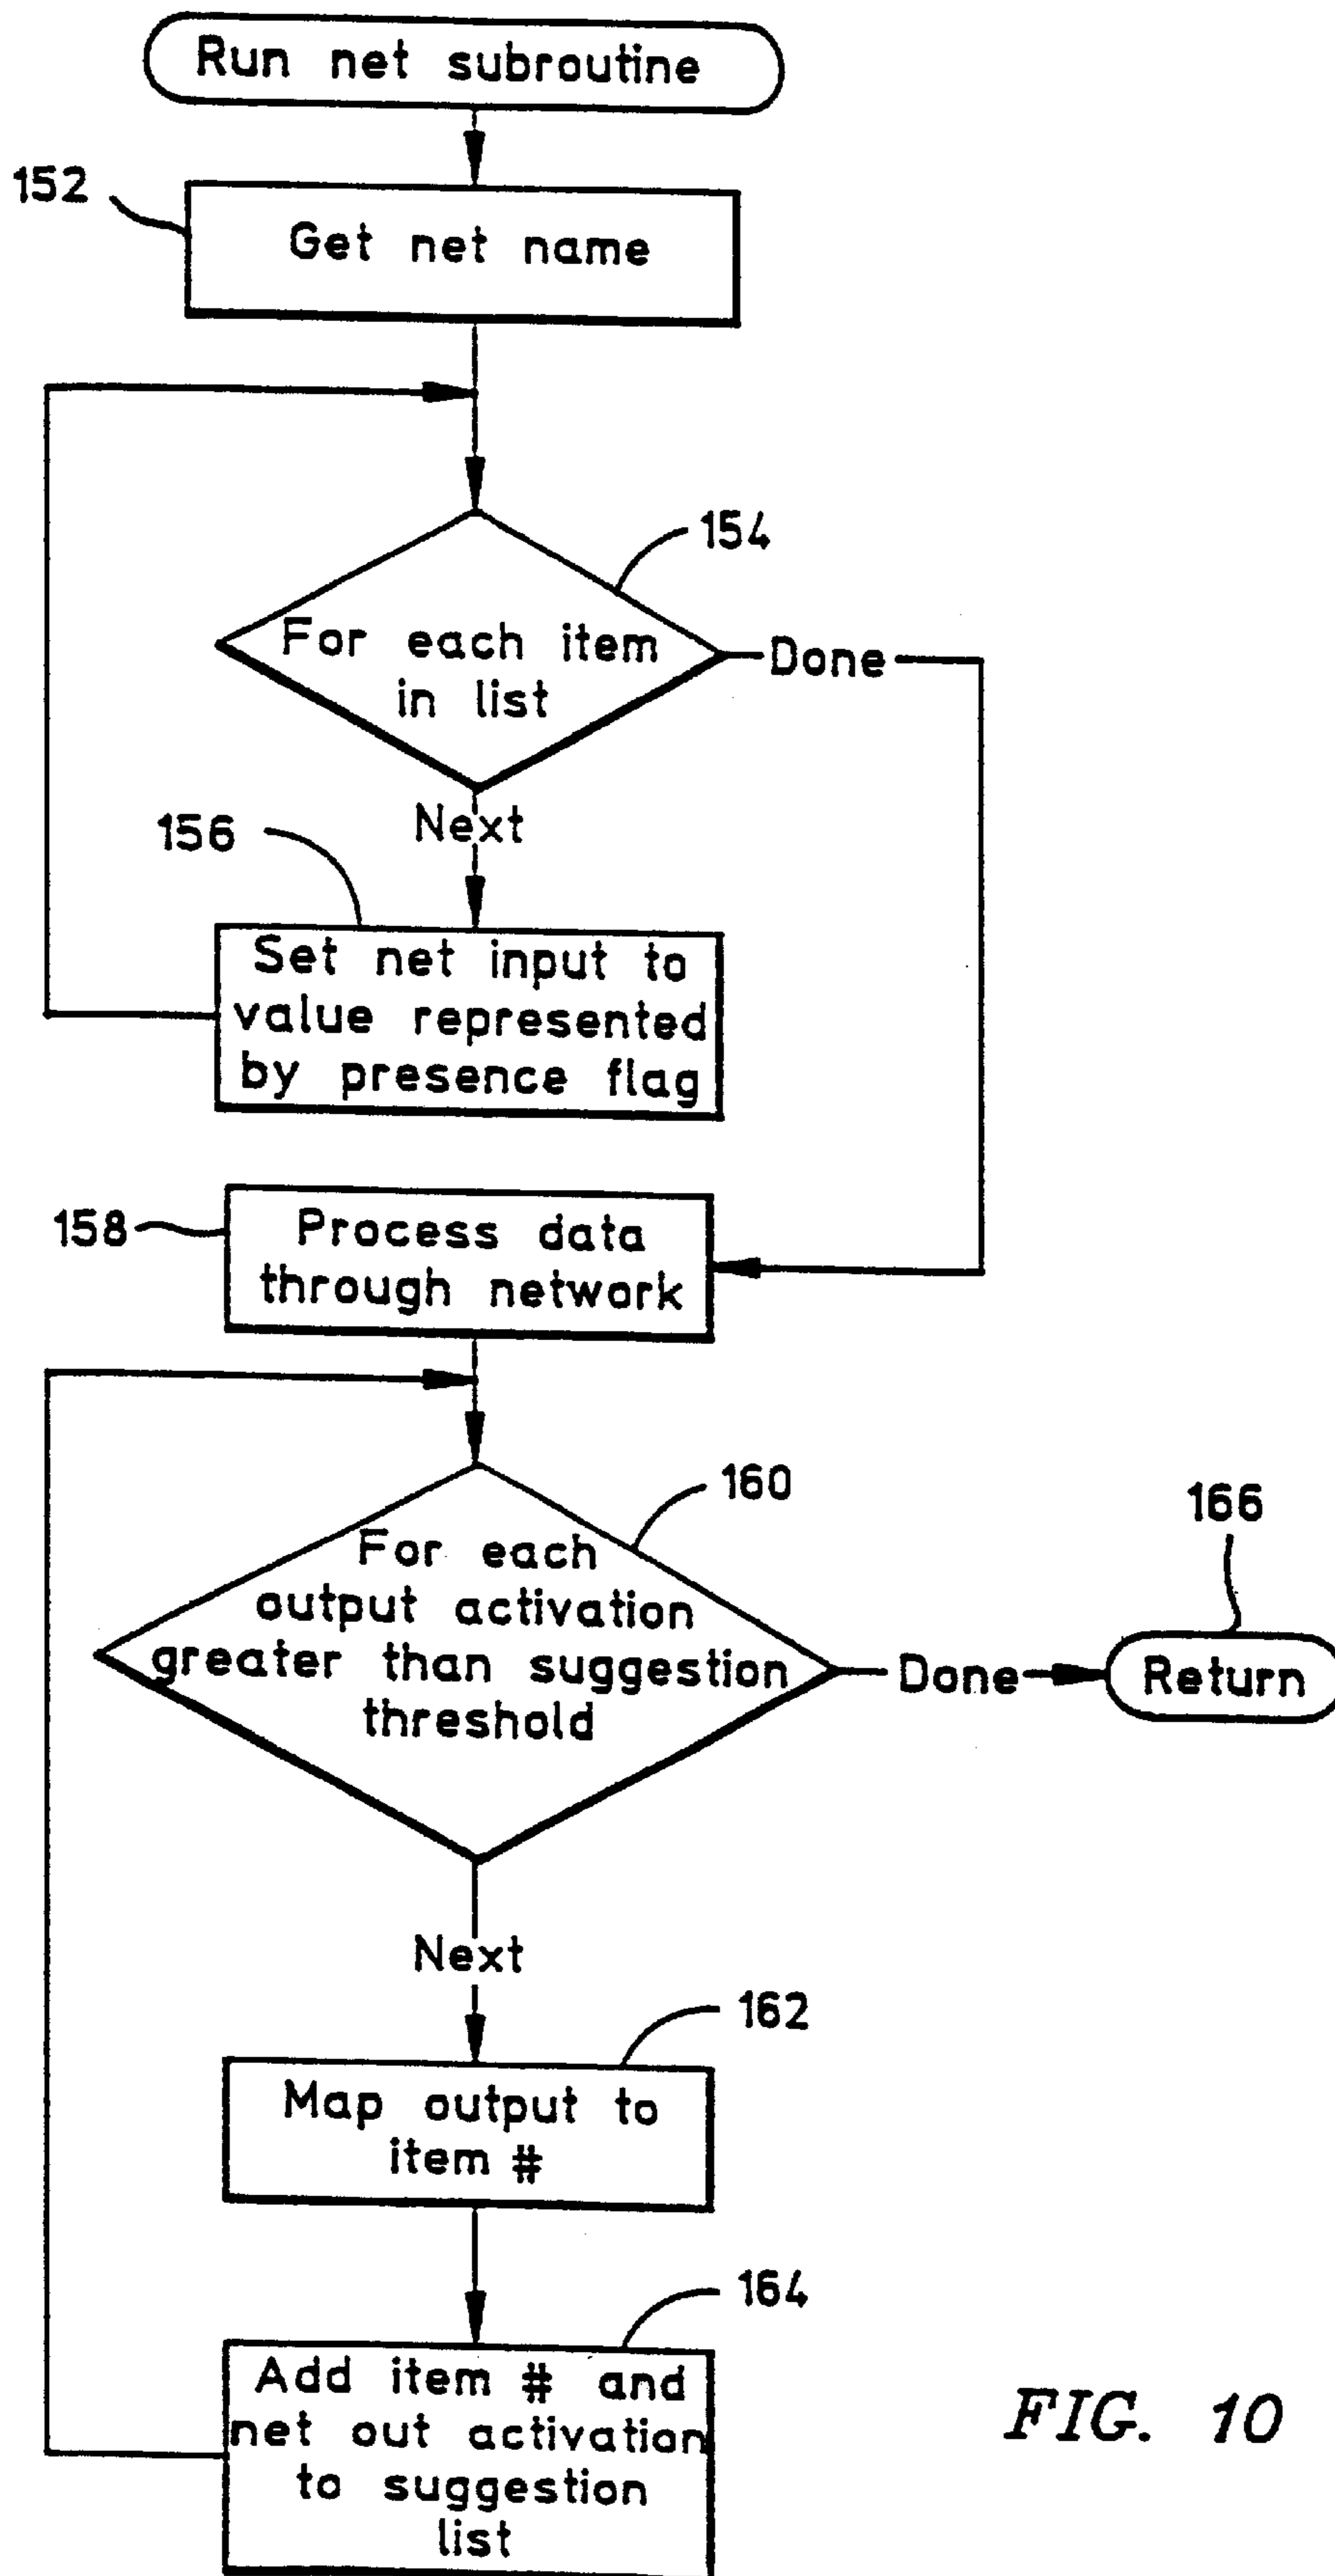 Run net subroutine
152
Get net name
154
For each item
in list
Done
Next
156
Set net input to
value represented
by presence flag
158
Process data
through network
160
For each
output activation
greater than suggestion
threshold
Done
166
Return
Next
162
Map output to
item #
164
Add item # and
net out activation
to suggestion
list
FIG. 10